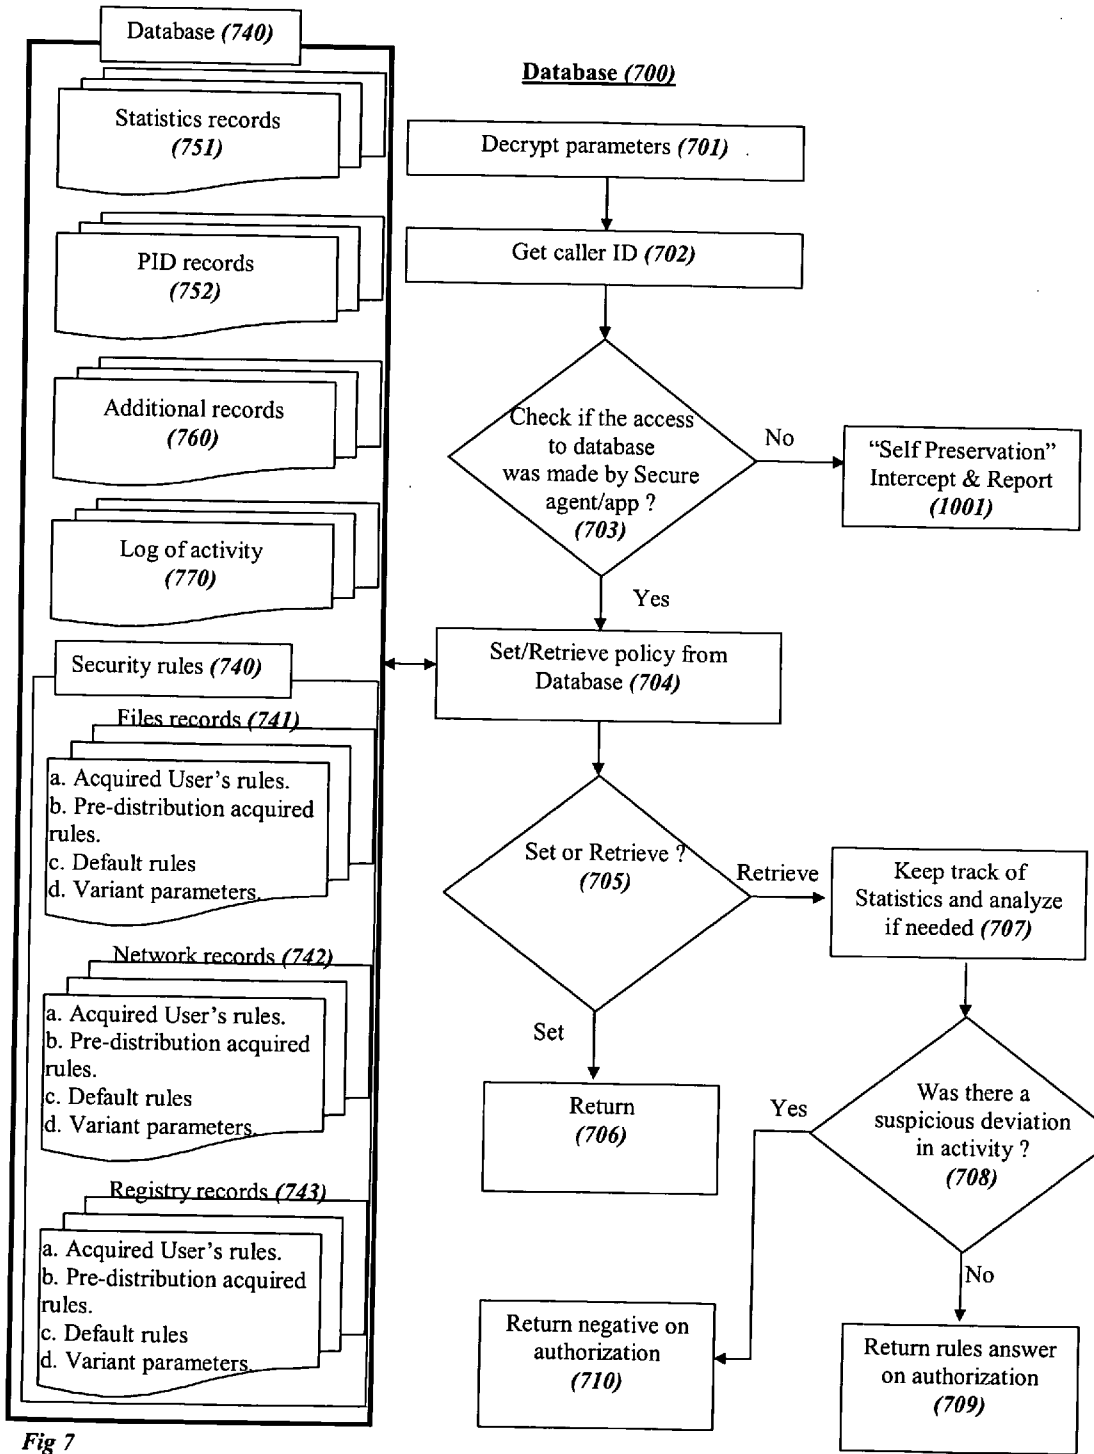 Database (740)
Statistics records
(751)
PID records
(752)
Additional records
(760)
Log of activity
(770)
Security rules (740)
Files records (741)
a. Acquired User's rules.
b. Pre-distribution acquired
rules.
c. Default rules
d. Variant parameters.
Network records (742)
a. Acquired User's rules.
b. Pre-distribution acquired
rules.
c. Default rules
d. Variant parameters.
Registry records (743)
a. Acquired User's rules.
b. Pre-distribution acquired
rules.
c. Default rules
d. Variant parameters.
Database (700)
Decrypt parameters (701)
Get caller ID (702)
Check if the access
to database
was made by Secure
agent/app ?
(703)
No
“Self Preservation”
Intercept & Report
(1001)
Yes
Set/Retrieve policy from
Database (704)
Set or Retrieve ?
(705)
Retrieve
Keep track of
Statistics and analyze
if needed (707)
Set
Return
(706)
Was there a
suspicious deviation
in activity ?
(708)
Yes
No
Return negative on
authorization
(710)
Return rules answer
on authorization
(709)
Fig 7